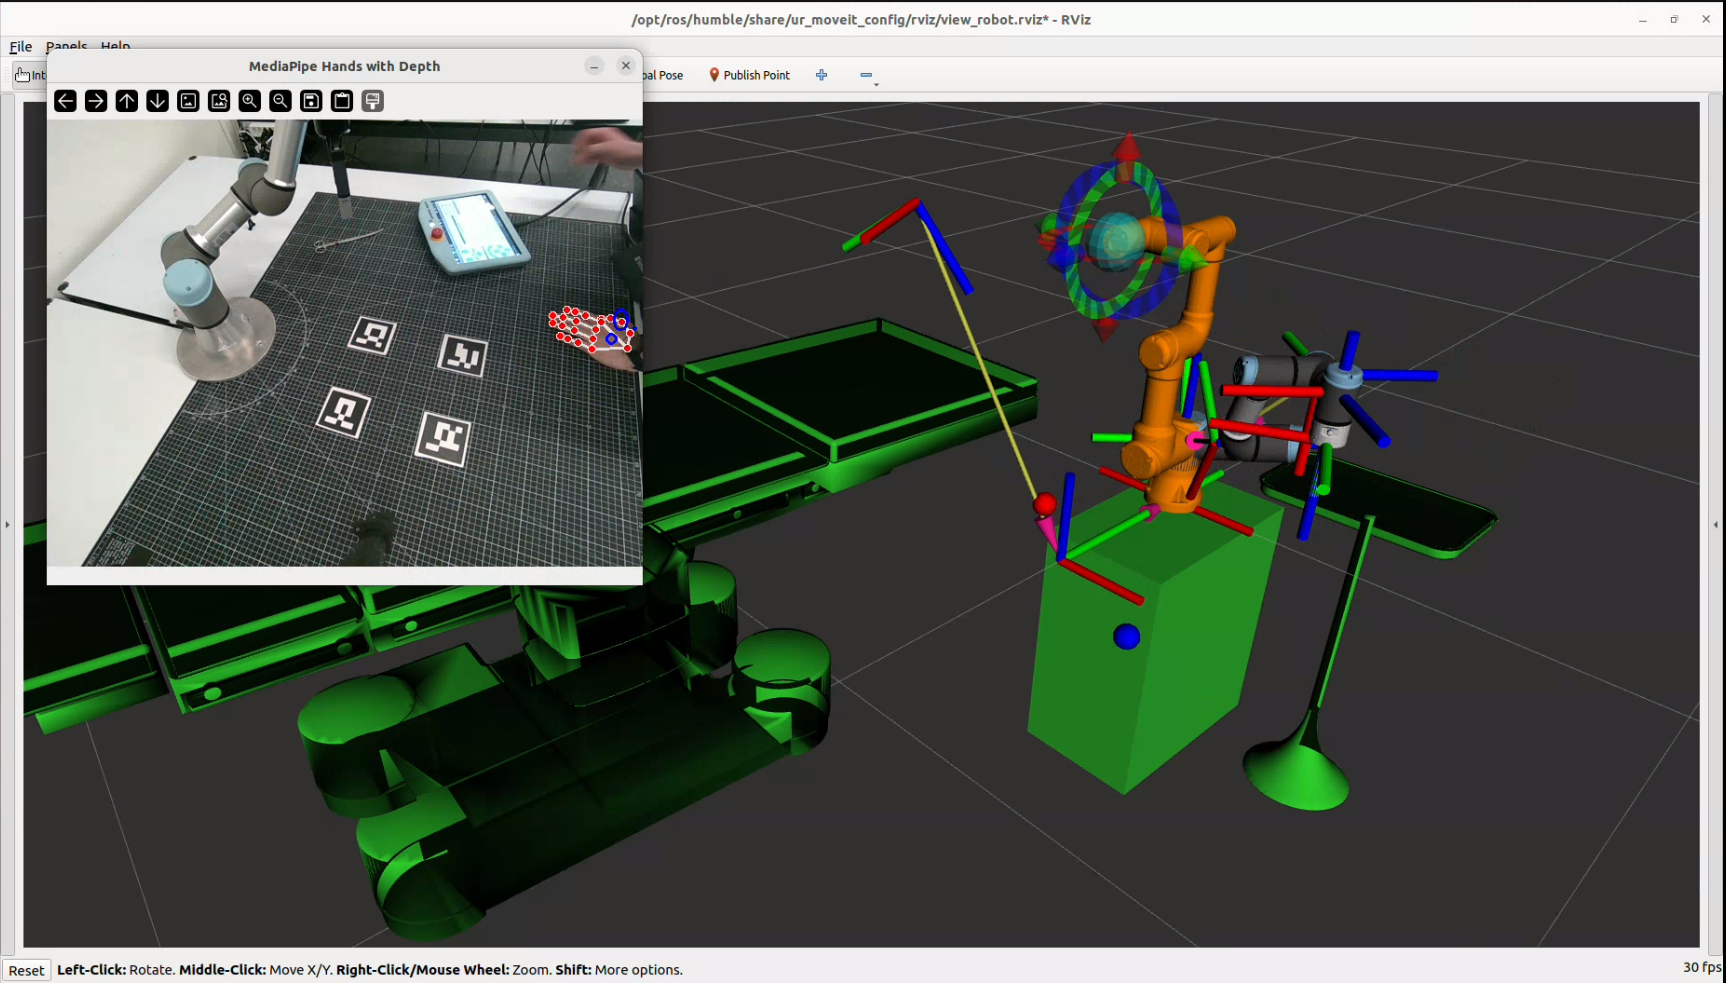 /opt/ros/humble/share/ur_moveit_config/rviz/view_robot.rviz* - RViz
File Panels Help
MediaPipe Hands with Depth
Int
al Pose
Publish Point
Reset
Left-Click: Rotate. Middle-Click: Move X/Y. Right-Click/Mouse Wheel: Zoom. Shift: More options.
30 fps